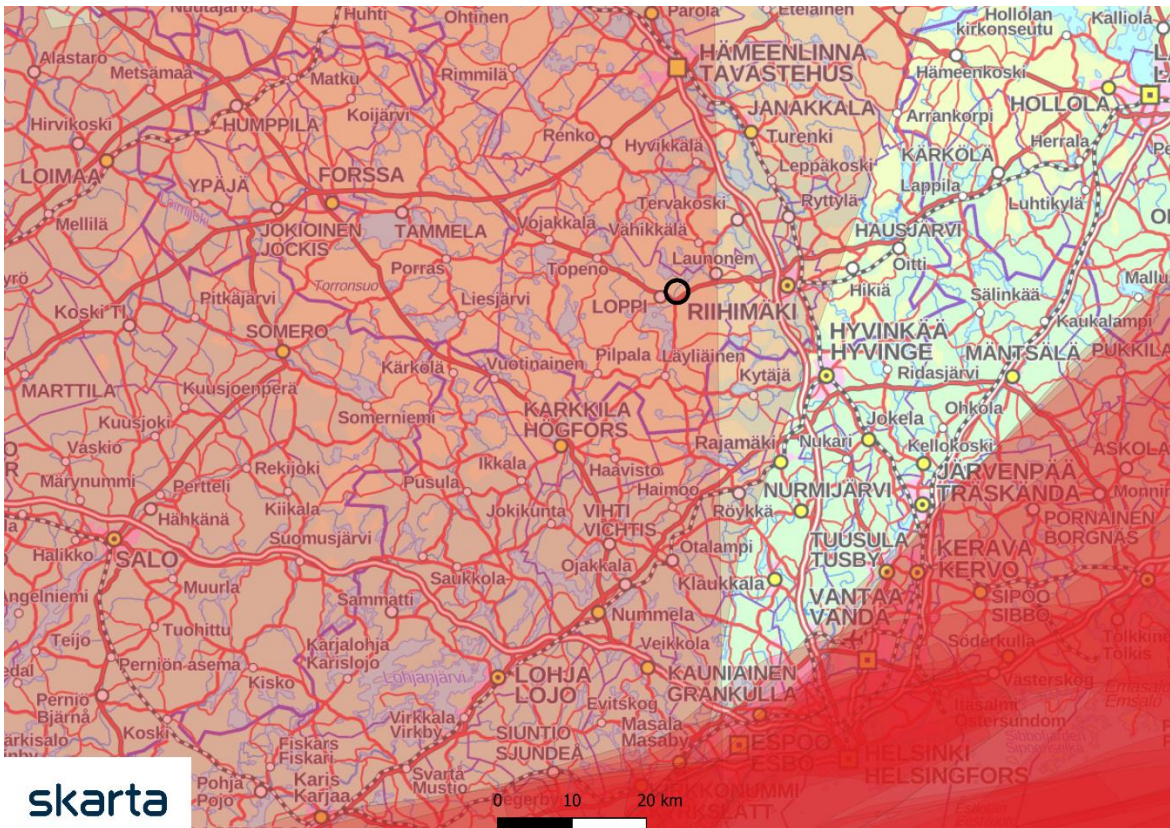 Huhti
Ohtinen
Parola
Hollolan
kirkonseutu
Kalliola
Alastaro
Metsämaa
Matku
Rimmilä
HÄMEENLINNA
TAVASTEHUS
Hämeenkoski
HOLLOLA
Hirvikoski
HUMPPILA
Koijärvi
Renko
JANAKKALA
Turenki
Arrankorpi
Herrala
Hyvikkälä
Leppäkoski
KÄRKÖLÄ
LOIMAA
YPÄJÄ
FORSSA
Lappila
Luhtikylä
Mellilä
Loimijoki
Vojakkala
Tervakoski
Vähikkälä
Ryttylä
HAUSJÄRVI
JOKIOINEN
JOCKIS
TAMMELA
Porras
Topeno
Launonen
Oitti
Hikiä
Torronsuo
Koski Tl
Pitkäjärvi
Liesjärvi
LOPPI
RIIHIMÄKI
Sälinkää
Kaukalampi
SOMERO
HYVINKÄÄ
HYVINGE
MÄNTSÄLÄ
PUKKILA
Kärkölä
Vuotinainen
Pilpala
Läyliäinen
Kytäjä
Ridasjärvi
MARTTILA
Kuusjoenperä
Somerniemi
KARKKILA
HÖGFORS
Ohkola
Kuusjoki
Jokela
Vaskio
Rajamäki
Nukari
Kellokoski
ASKOLA
Rekijoki
Ikkala
Haavisto
JÄRVENPÄÄ
TRÄSKÄNDA
Märynummi
Pertteli
Pusula
Haimoo
NURMIJÄRVI
Hähkänä
Kiikala
Jokikunta
VIHTI
VICHTIS
Röykkä
PORNAINEN
BORGNÄS
Halikko
SALO
Suomusjärvi
Otalampi
TUUSULA
TUSBY
KERAVA
KERVO
Saukkola
Ojakkala
Klaukkala
Angelniemi
Muurla
Sammatti
Nummela
VANTAA
VANDA
SIPOO
SIBBO
Teijo
Tuohittu
Karjalohja
Karislojo
Veikkola
Söderkulla
Perniön asema
Kisko
Lohjanjärvi
LOHJA
LOJO
KAUNIAINEN
GRANKULLA
Västerskog
Perniö
Bjärnå
Evitskog
Koski
Virkkala
Virkby
SIUNTIO
SJUNDEÅ
Masala
Masaby
ESPOO
ESBO
HELSINKI
HELSINGFORS
Fiskars
Fiskari
Pohja
Pojo
Karis
Karjaa
Svartå
Mustio
skarta
0 10 20 km